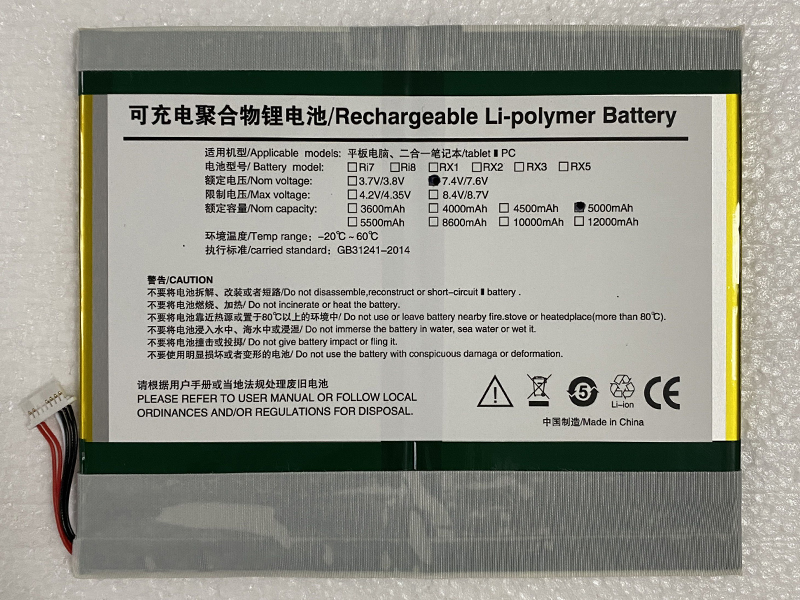 可充电聚合物锂电池/Rechargeable Li-polymer Battery
适用机型/Applicable models: 平板电脑、二合一笔记本/tablet PC
电池型号/ Battery model: □Ri7 □Ri8 □RX1 □RX2 □RX3 □RX5
额定电压/Nom voltage: □3.7V/3.8V ■7.4V/7.6V
限制电压/Max voltage: □4.2V/4.35V □8.4V/8.7V
额定容量/Nom capacity: □3600mAh □4000mAh □4500mAh ■5000mAh
□5500mAh □8600mAh □10000mAh □12000mAh
环境温度/Temp range: -20℃~60℃
执行标准/carried standard: GB31241-2014
警告/CAUTION
不要将电池拆解、改装或者短路/Do not disassemble,reconstruct or short-circuit battery .
不要将电池燃烧、加热/ Do not incinerate or heat the battery.
不要将电池靠近热源或置于80℃以上的环境中/ Do not use or leave battery nearby fire.stove or heatedplace(more than 80℃).
不要将电池浸入水中、海水中或浸湿/ Do not immerse the battery in water, sea water or wet it.
不要将电池撞击或投掷/ Do not give battery impact or fling it.
不要使用明显损坏或者变形的电池/ Do not use the battery with conspicuous damage or deformation.
请根据用户手册或当地法规处理废旧电池
PLEASE REFER TO USER MANUAL OR FOLLOW LOCAL
ORDINANCES AND/OR REGULATIONS FOR DISPOSAL.
5
Li-ion
CE
中国制造/Made in China